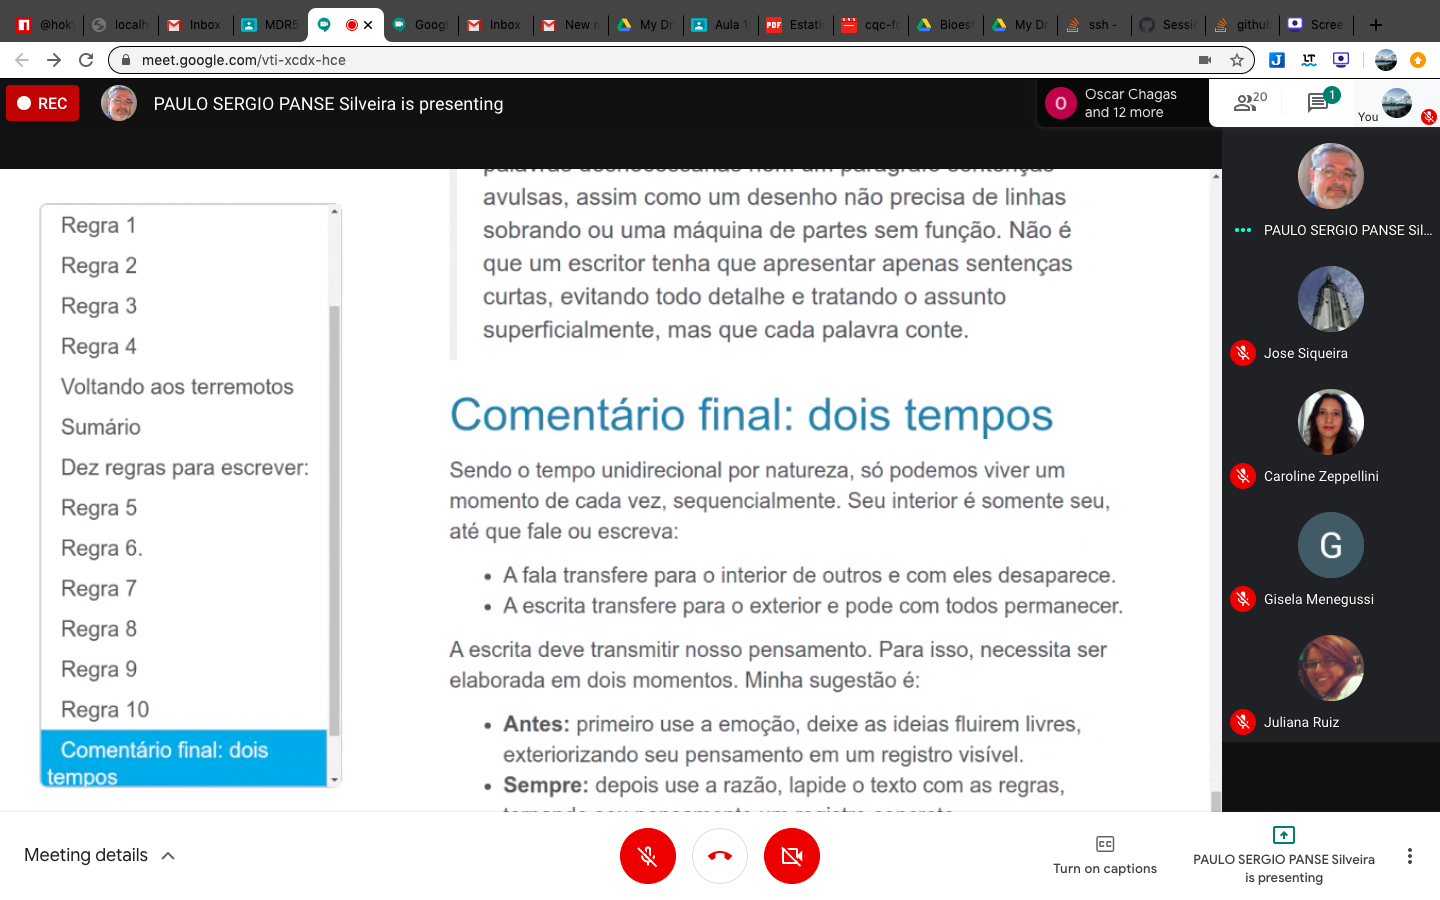 @hok
localh
Inbox
MDR5
Googl
Inbox
New m
My Dr
Aula 1
Estati
cqc-fo
Bioest
My Dr
ssh -
Sessio
github
Scree
meet.google.com/vti-xcdx-hce
REC
PAULO SERGIO PANSE Silveira is presenting
O
Oscar Chagas
and 12 more
20
1
You
Regra 1
Regra 2
Regra 3
Regra 4
Voltando aos terremotos
Sumário
Dez regras para escrever:
Regra 5
Regra 6.
Regra 7
Regra 8
Regra 9
Regra 10
Comentário final: dois
tempos
palavras desnecessárias nem um parágrafo sentenças
avulsas, assim como um desenho não precisa de linhas
sobrando ou uma máquina de partes sem função. Não é
que um escritor tenha que apresentar apenas sentenças
curtas, evitando todo detalhe e tratando o assunto
superficialmente, mas que cada palavra conte.
Comentário final: dois tempos
Sendo o tempo unidirecional por natureza, só podemos viver um
momento de cada vez, sequencialmente. Seu interior é somente seu,
até que fale ou escreva:
• A fala transfere para o interior de outros e com eles desaparece.
• A escrita transfere para o exterior e pode com todos permanecer.
A escrita deve transmitir nosso pensamento. Para isso, necessita ser
elaborada em dois momentos. Minha sugestão é:
• Antes: primeiro use a emoção, deixe as ideias fluirem livres,
exteriorizando seu pensamento em um registro visível.
• Sempre: depois use a razão, lapide o texto com as regras,
PAULO SERGIO PANSE Sil...
Jose Siqueira
Caroline Zeppellini
G
Gisela Menegussi
Juliana Ruiz
Meeting details
Turn on captions
PAULO SERGIO PANSE Silveira
is presenting